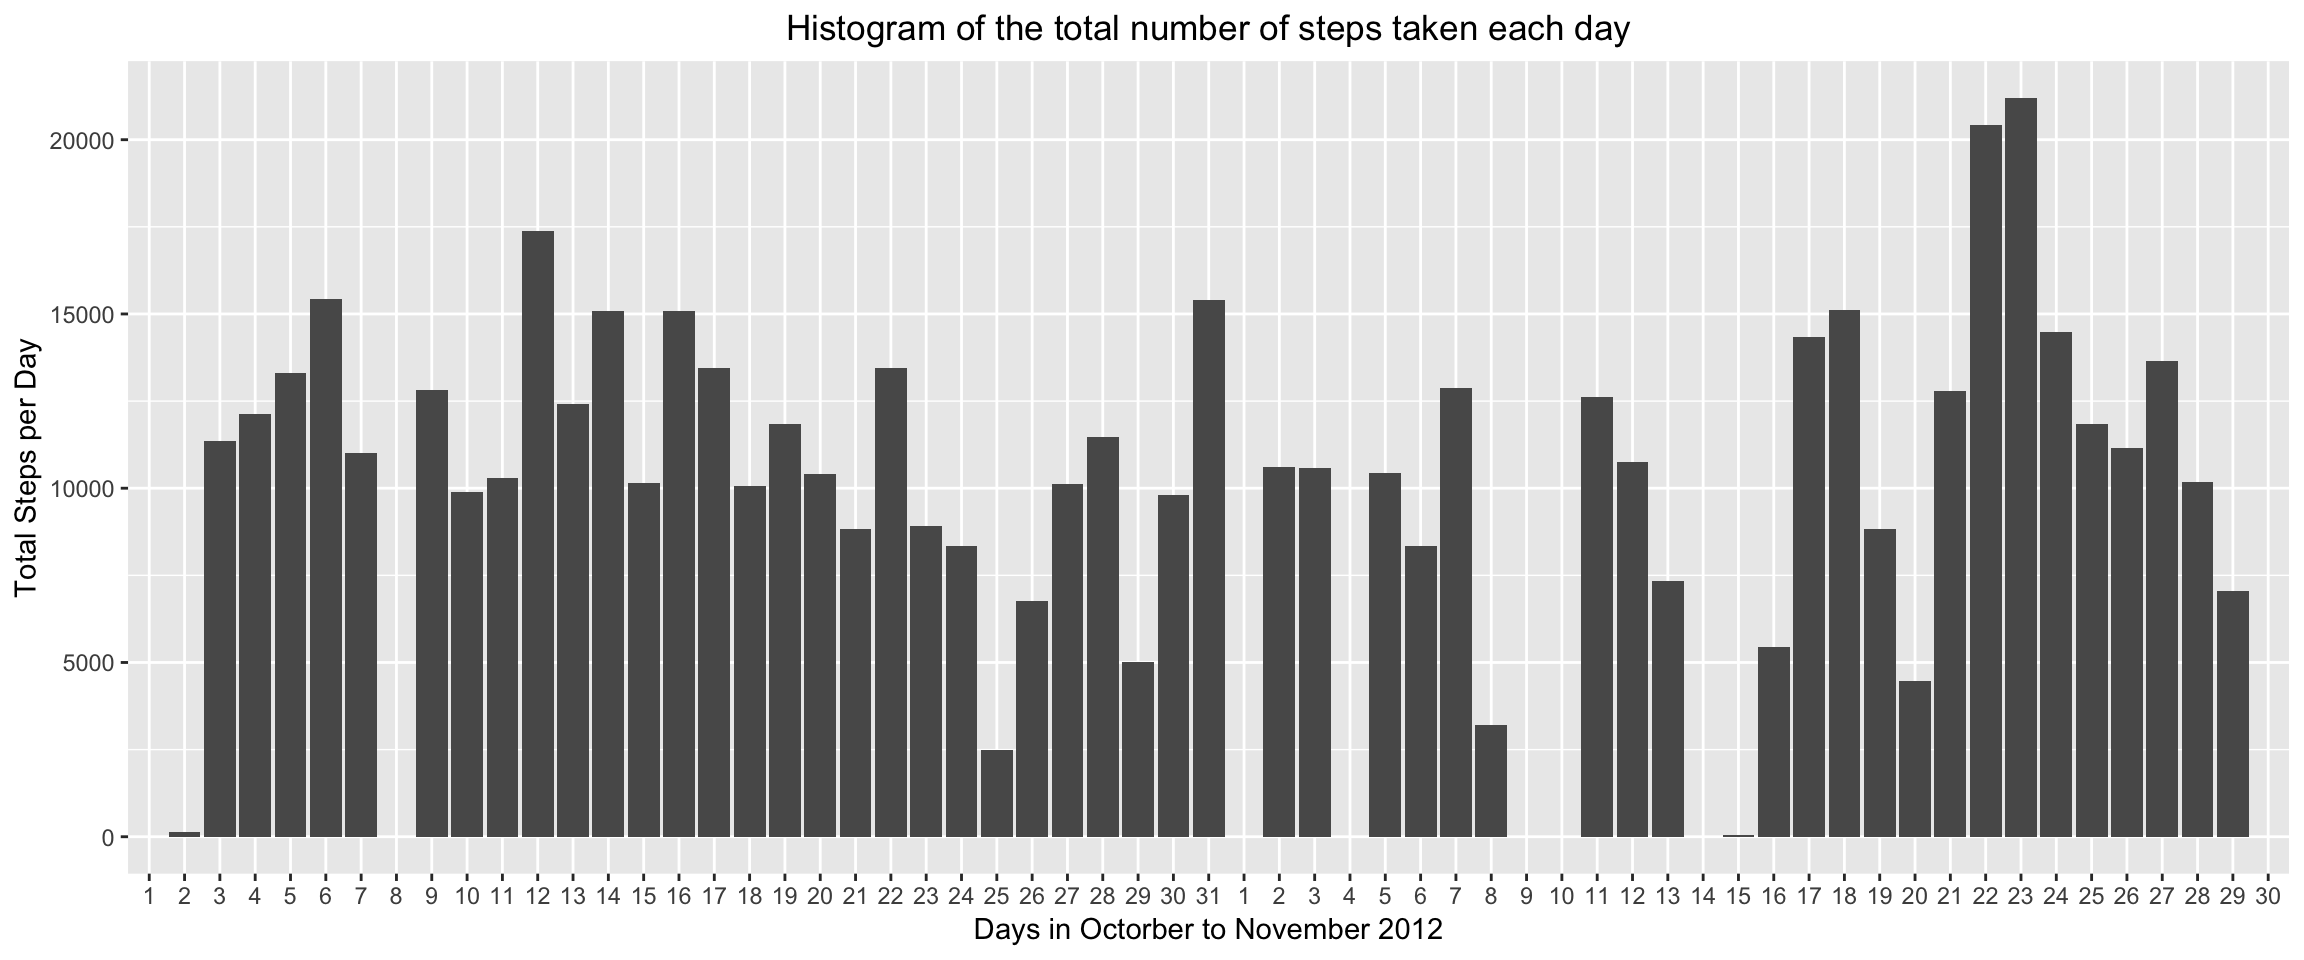 Histogram of the total number of steps taken each day
Total Steps per Day
20000
15000
10000
5000
0
1 2 3 4 5 6 7 8 9 10 11 12 13 14 15 16 17 18 19 20 21 22 23 24 25 26 27 28 29 30 31 1 2 3 4 5 6 7 8 9 10 11 12 13 14 15 16 17 18 19 20 21 22 23 24 25 26 27 28 29 30
Days in Octorber to November 2012